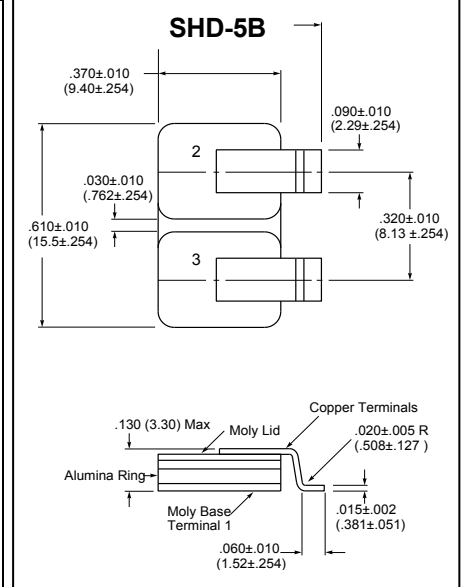 SHD-5B
.370±.010
(9.40±.254)
.090±.010
(2.29±.254)
2
.030±.010
(.762±.254)
.610±.010
(15.5±.254)
.320±.010
(8.13 ±.254)
3
Copper Terminals
.130 (3.30) Max
Moly Lid
.020±.005 R
(.508±.127 )
Alumina Ring
Moly Base
Terminal 1
.015±.002
(.381±.051)
.060±.010
(1.52±.254)